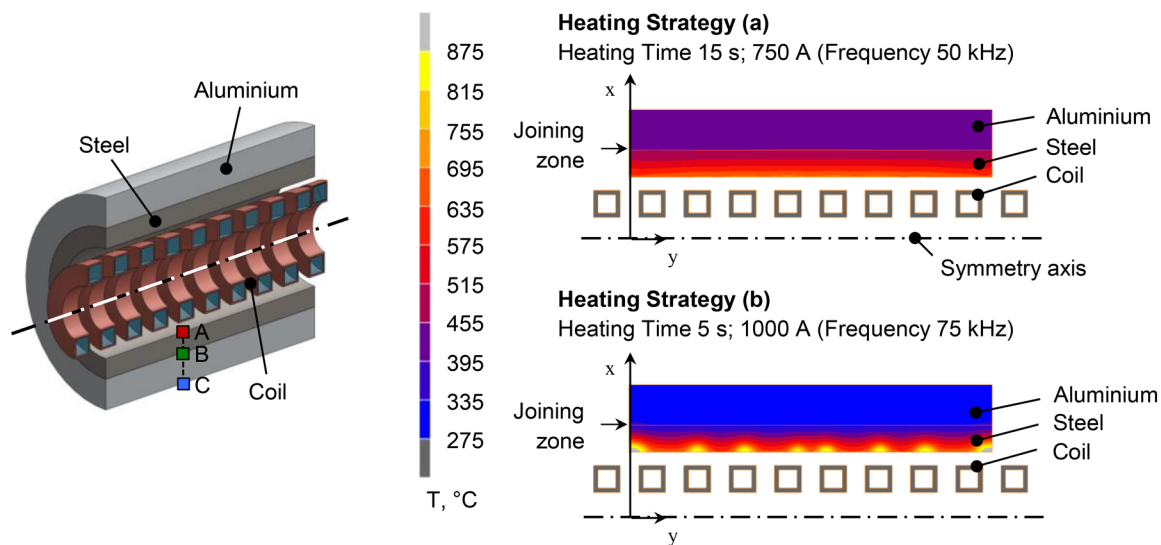 Aluminium
Steel
A
B
C
Coil
875
815
755
695
635
575
515
455
395
335
275
T, °C
Heating Strategy (a)
Heating Time 15 s; 750 A (Frequency 50 kHz)
x
Joining
zone
Aluminium
Steel
Coil
y
Symmetry axis
Heating Strategy (b)
Heating Time 5 s; 1000 A (Frequency 75 kHz)
x
Joining
zone
Aluminium
Steel
Coil
y